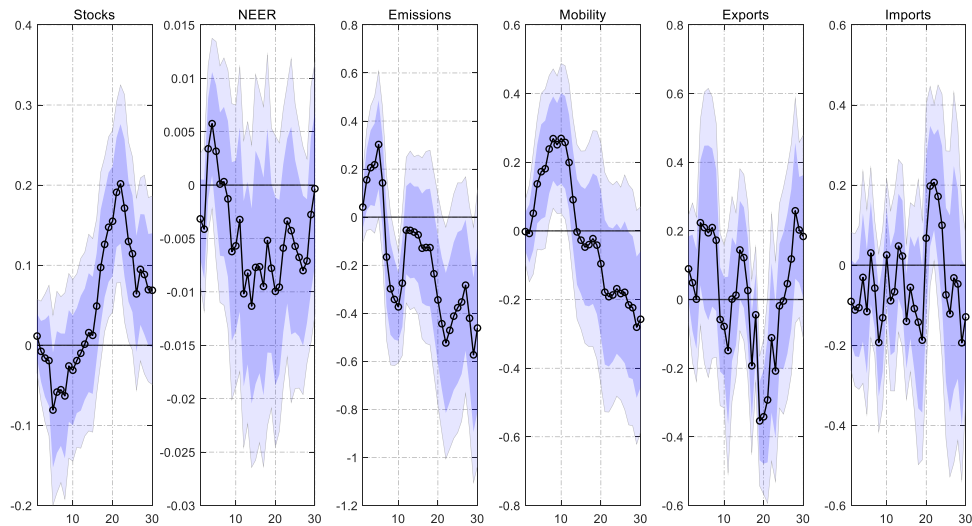 Stocks NEER Emissions Mobility Exports Imports
0.4 0.015 0.8 0.6 0.8 0.6
0.3 0.01 0.6 0.4 0.6 0.4
0.2 0.005 0.4 0.2 0.4 0.2
0.1 0 0.2 0 0.2 0
0 -0.005 0 -0.2 0 -0.2
-0.1 -0.01 -0.2 -0.4 -0.2 -0.4
-0.2 -0.015 -0.4 -0.6 -0.4 -0.6
-0.02 -0.6 -0.8 -0.6
-0.025 -0.8
-0.03 -1
-1.2
10 20 30 10 20 30 10 20 30 10 20 30 10 20 30 10 20 30